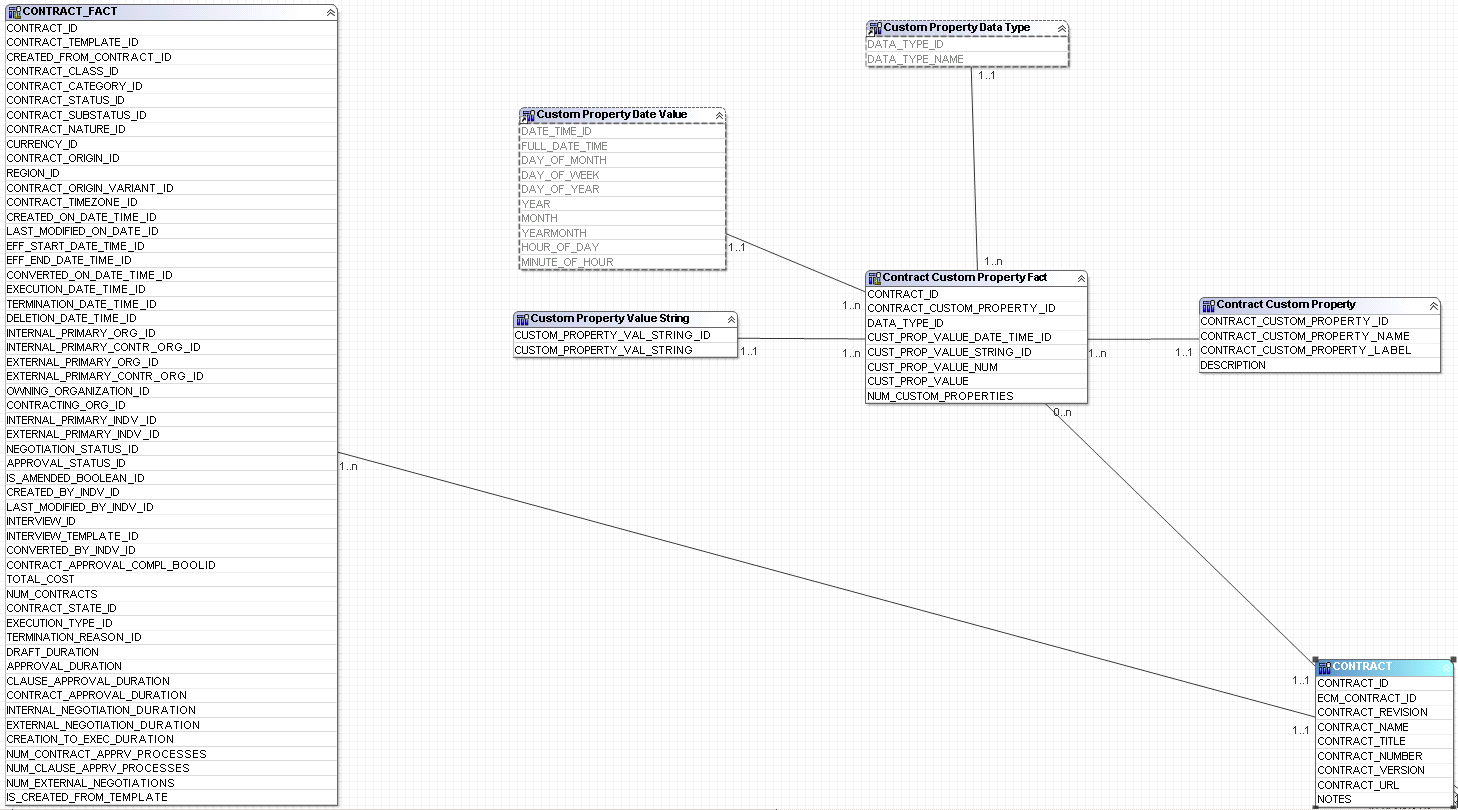 CONTRACT_FACT
CONTRACT_ID
CONTRACT_TEMPLATE_ID
CREATED_FROM_CONTRACT_ID
CONTRACT_CLASS_ID
CONTRACT_CATEGORY_ID
CONTRACT_STATUS_ID
CONTRACT_SUBSTATUS_ID
CONTRACT_NATURE_ID
CURRENCY_ID
CONTRACT_ORIGIN_ID
REGION_ID
CONTRACT_ORIGIN_VARIANT_ID
CONTRACT_TIMEZONE_ID
CREATED_ON_DATE_TIME_ID
LAST_MODIFIED_ON_DATE_ID
EFF_START_DATE_TIME_ID
EFF_END_DATE_TIME_ID
CONVERTED_ON_DATE_TIME_ID
EXECUTION_DATE_TIME_ID
TERMINATION_DATE_TIME_ID
DELETION_DATE_TIME_ID
INTERNAL_PRIMARY_ORG_ID
INTERNAL_PRIMARY_CONTR_ORG_ID
EXTERNAL_PRIMARY_ORG_ID
EXTERNAL_PRIMARY_CONTR_ORG_ID
OWNING_ORGANIZATION_ID
CONTRACTING_ORG_ID
INTERNAL_PRIMARY_INDV_ID
EXTERNAL_PRIMARY_INDV_ID
NEGOTIATION_STATUS_ID
APPROVAL_STATUS_ID
IS_AMENDED_BOOLEAN_ID
CREATED_BY_INDV_ID
LAST_MODIFIED_BY_INDV_ID
INTERVIEW_ID
INTERVIEW_TEMPLATE_ID
CONVERTED_BY_INDV_ID
CONTRACT_APPROVAL_COMPL_BOOLID
TOTAL_COST
NUM_CONTRACTS
CONTRACT_STATE_ID
EXECUTION_TYPE_ID
TERMINATION_REASON_ID
DRAFT_DURATION
APPROVAL_DURATION
CLAUSE_APPROVAL_DURATION
CONTRACT_APPROVAL_DURATION
INTERNAL_NEGOTIATION_DURATION
EXTERNAL_NEGOTIATION_DURATION
CREATION_TO_EXEC_DURATION
NUM_CONTRACT_APPRV_PROCESSES
NUM_CLAUSE_APPRV_PROCESSES
NUM_EXTERNAL_NEGOTIATIONS
IS_CREATED_FROM_TEMPLATE
1..n
Custom Property Date Value
DATE_TIME_ID
FULL_DATE_TIME
DAY_OF_MONTH
DAY_OF_WEEK
DAY_OF_YEAR
YEAR
MONTH
YEARMONTH
HOUR_OF_DAY
MINUTE_OF_HOUR
1..1
1..n
Custom Property Value String
CUSTOM_PROPERTY_VAL_STRING_ID
CUSTOM_PROPERTY_VAL_STRING
1..1
1..n
Custom Property Data Type
DATA_TYPE_ID
DATA_TYPE_NAME
1..1
1..n
Contract Custom Property Fact
CONTRACT_ID
CONTRACT_CUSTOM_PROPERTY_ID
DATA_TYPE_ID
CUST_PROP_VALUE_DATE_TIME_ID
CUST_PROP_VALUE_STRING_ID
CUST_PROP_VALUE_NUM
CUST_PROP_VALUE
NUM_CUSTOM_PROPERTIES
1..n
1..1
0..n
Contract Custom Property
CONTRACT_CUSTOM_PROPERTY_ID
CONTRACT_CUSTOM_PROPERTY_NAME
CONTRACT_CUSTOM_PROPERTY_LABEL
DESCRIPTION
1..1
1..1
CONTRACT
CONTRACT_ID
ECM_CONTRACT_ID
CONTRACT_REVISION
CONTRACT_NAME
CONTRACT_TITLE
CONTRACT_NUMBER
CONTRACT_VERSION
CONTRACT_URL
NOTES